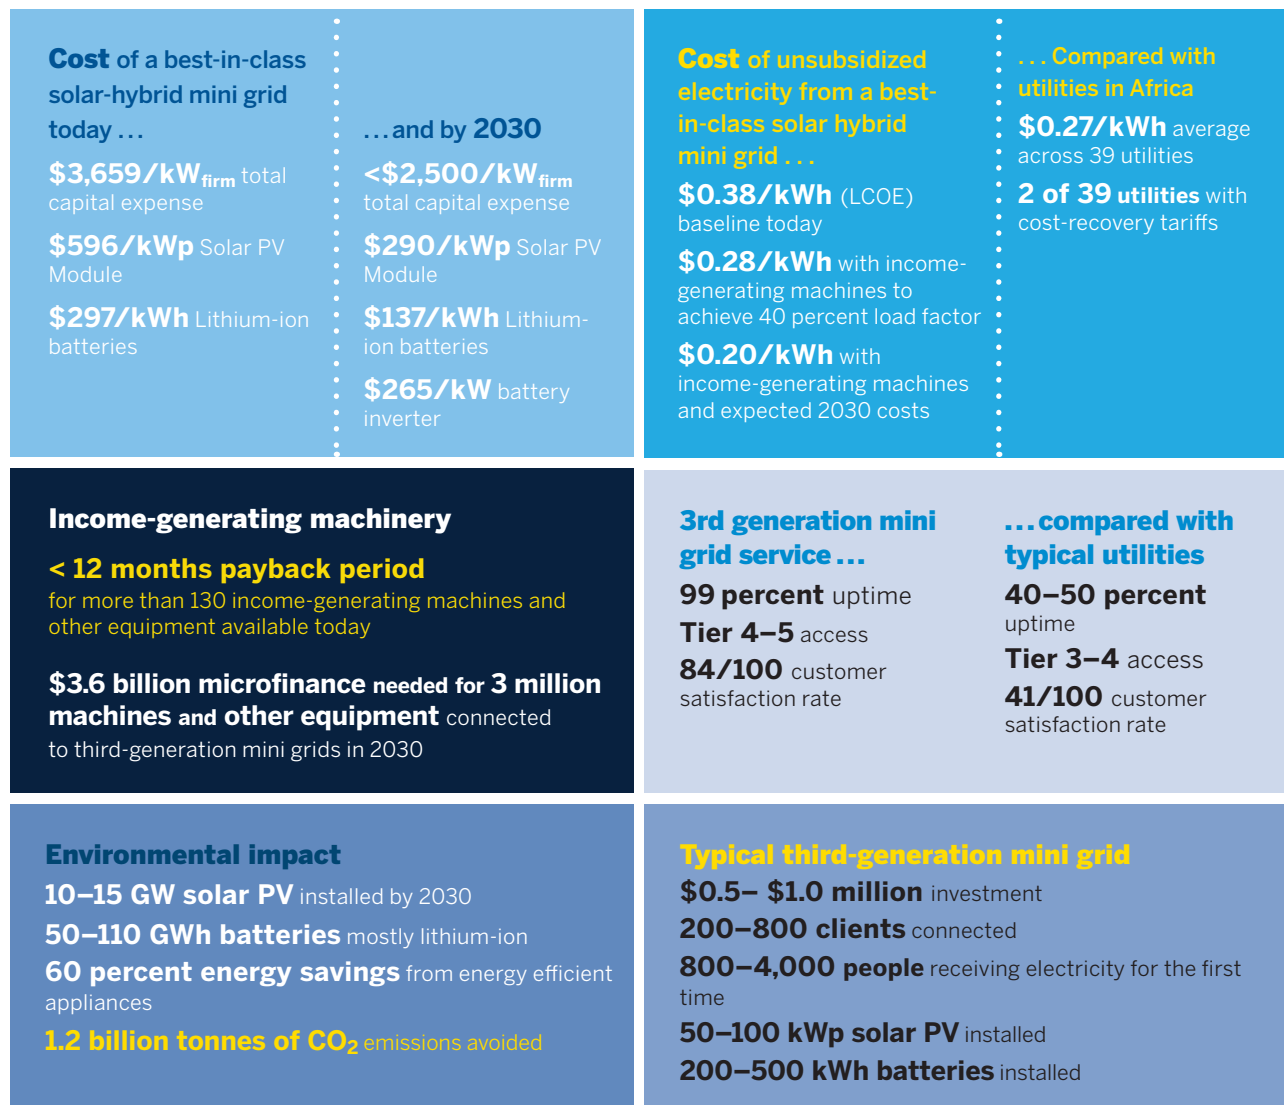 Cost of a best-in-class
solar-hybrid mini grid
today ...
$3,659/kWfirm total
capital expense
$596/kWp Solar PV
Module
$297/kWh Lithium-ion
batteries
...and by 2030
<$2,500/kWfirm
total capital expense
$290/kWp Solar PV
Module
$137/kWh Lithium-
ion batteries
$265/kW battery
inverter
Cost of unsubsidized
electricity from a best-
in-class solar hybrid
mini grid ...
$0.38/kWh (LCOE)
baseline today
$0.28/kWh with income-
generating machines to
achieve 40 percent load factor
$0.20/kWh with
income-generating machines
and expected 2030 costs
... Compared with
utilities in Africa
$0.27/kWh average
across 39 utilities
2 of 39 utilities with
cost-recovery tariffs
Income-generating machinery
< 12 months payback period
for more than 130 income-generating machines and
other equipment available today
$3.6 billion microfinance needed for 3 million
machines and other equipment connected
to third-generation mini grids in 2030
3rd generation mini
grid service ...
99 percent uptime
Tier 4–5 access
84/100 customer
satisfaction rate
...compared with
typical utilities
40–50 percent
uptime
Tier 3–4 access
41/100 customer
satisfaction rate
Environmental impact
10–15 GW solar PV installed by 2030
50–110 GWh batteries mostly lithium-ion
60 percent energy savings from energy efficient
appliances
1.2 billion tonnes of CO2 emissions avoided
Typical third-generation mini grid
$0.5– $1.0 million investment
200–800 clients connected
800–4,000 people receiving electricity for the first
time
50–100 kWp solar PV installed
200–500 kWh batteries installed